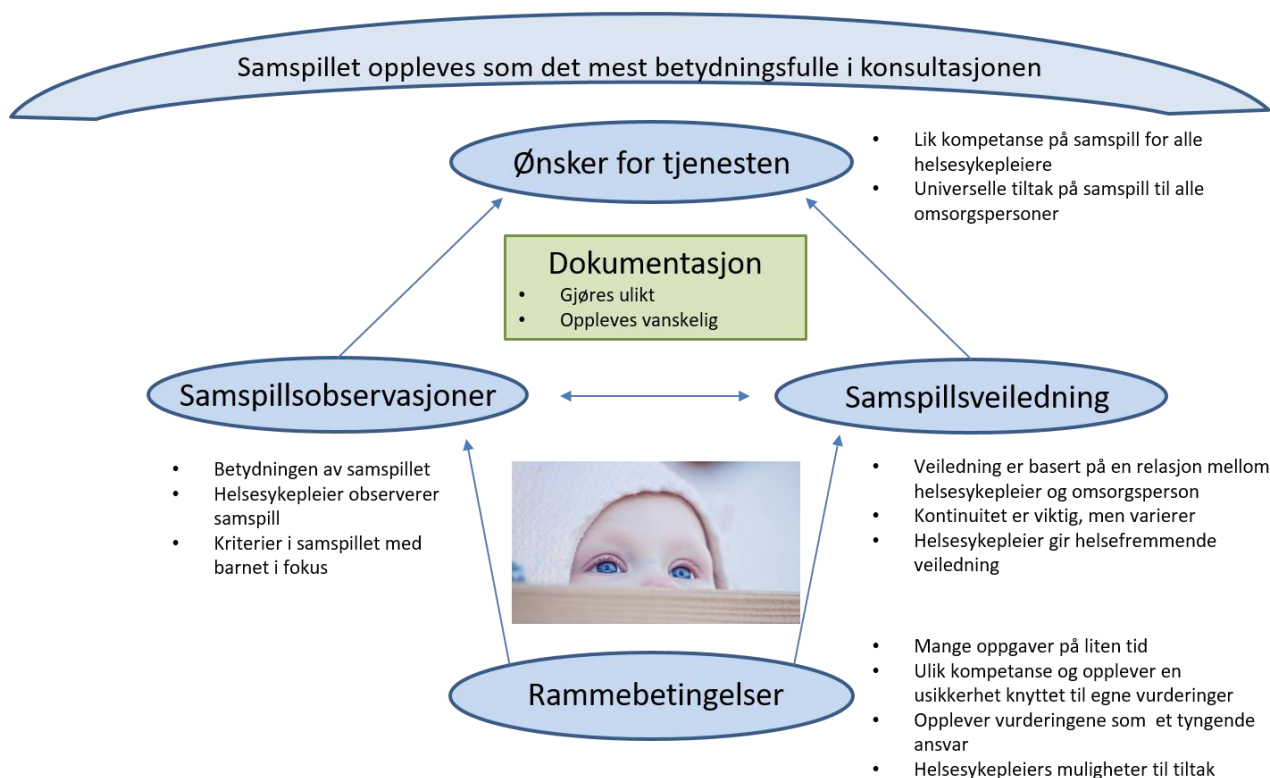 Samspillet oppleves som det mest betydningsfulle i konsultasjonen
Ønsker for tjenesten
• Lik kompetanse på samspill for alle
helsesykepleiere
• Universelle tiltak på samspill til alle
omsorgspersoner
Dokumentasjon
• Gjøres ulikt
• Oppleves vanskelig
Samspillsobservasjoner
Samspillsveiledning
• Betydningen av samspillet
• Helsesykepleier observerer
samspill
• Kriterier i samspillet med
barnet i fokus
• Veiledning er basert på en relasjon mellom
helsesykepleier og omsorgsperson
• Kontinuitet er viktig, men varierer
• Helsesykepleier gir helsefremmende
veiledning
Rammebetingelser
• Mange oppgaver på liten tid
• Ulik kompetanse og opplever en
usikkerhet knyttet til egne vurderinger
• Opplever vurderingene som et tyngende
ansvar
• Helsesykepleiers muligheter til tiltak